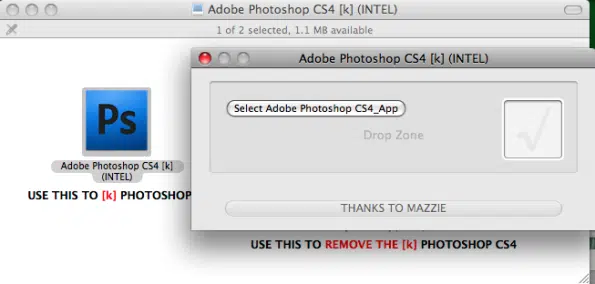 Adobe Photoshop CS4 [k] (INTEL)
1 of 2 selected, 1.1 MB available
Adobe Photoshop CS4 [k] (INTEL)
Select Adobe Photoshop CS4_App
Drop Zone
Ps
Adobe Photoshop CS4 [k]
(INTEL)
USE THIS TO [k] PHOTOSHOP
THANKS TO MAZZIE
USE THIS TO REMOVE THE [k] PHOTOSHOP CS4